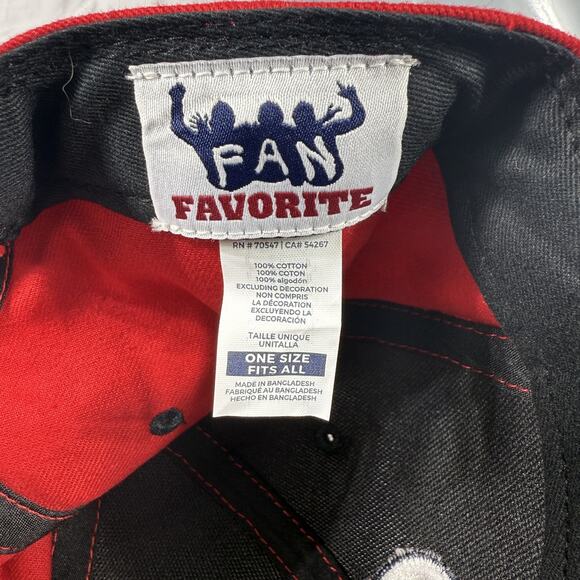 FAN
FAVORITE
RN # 70547 | CA# 54267
100% COTTON
100% COTON
100% algodón
EXCLUDING DECORATION
NON COMPRIS
LA DÉCORATION
EXCLUYENDO LA
DECORACIÓN
TAILLE UNIQUE
UNITALLA
ONE SIZE
FITS ALL
MADE IN BANGLADESH
FABRIQUÉ AU BANGLADESH
HECHO EN BANGLADESH